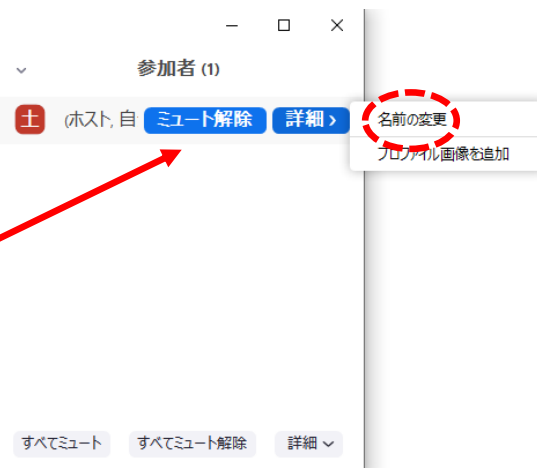 参加者 (1)
土 (ホスト, 自 ミュート解除 詳細 › 名前の変更
プロファイル画像を追加
すべてミュート すべてミュート解除 詳細